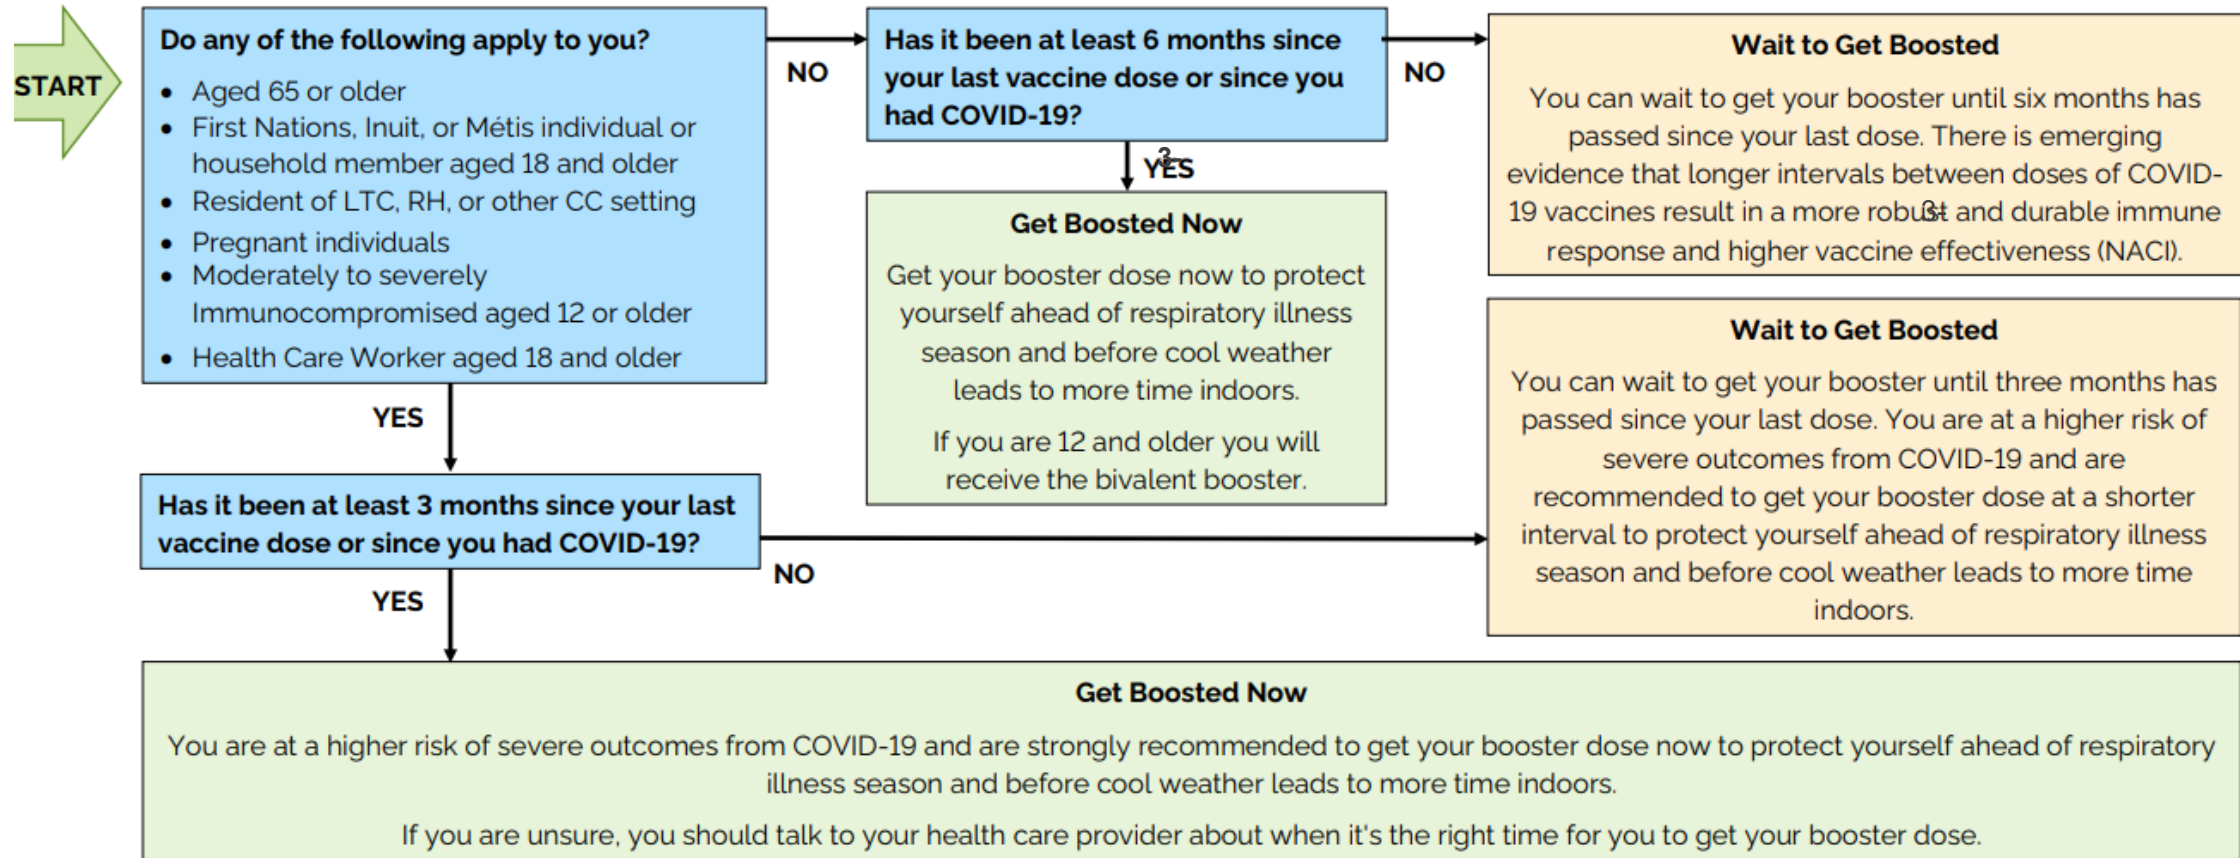 START
Do any of the following apply to you?
• Aged 65 or older
• First Nations, Inuit, or Métis individual or
household member aged 18 and older
• Resident of LTC, RH, or other CC setting
• Pregnant individuals
• Moderately to severely
Immunocompromised aged 12 or older
• Health Care Worker aged 18 and older
NO
Has it been at least 6 months since
your last vaccine dose or since you
had COVID-19?
NO
Wait to Get Boosted
You can wait to get your booster until six months has
passed since your last dose. There is emerging
evidence that longer intervals between doses of COVID-
19 vaccines result in a more robust and durable immune
response and higher vaccine effectiveness (NACI).
3-
3-
YES
Get Boosted Now
Get your booster dose now to protect
yourself ahead of respiratory illness
season and before cool weather
leads to more time indoors.
If you are 12 and older you will
receive the bivalent booster.
YES
Has it been at least 3 months since your last
vaccine dose or since you had COVID-19?
NO
Wait to Get Boosted
You can wait to get your booster until three months has
passed since your last dose. You are at a higher risk of
severe outcomes from COVID-19 and are
recommended to get your booster dose at a shorter
interval to protect yourself ahead of respiratory illness
season and before cool weather leads to more time
indoors.
YES
Get Boosted Now
You are at a higher risk of severe outcomes from COVID-19 and are strongly recommended to get your booster dose now to protect yourself ahead of respiratory
illness season and before cool weather leads to more time indoors.
If you are unsure, you should talk to your health care provider about when it's the right time for you to get your booster dose.